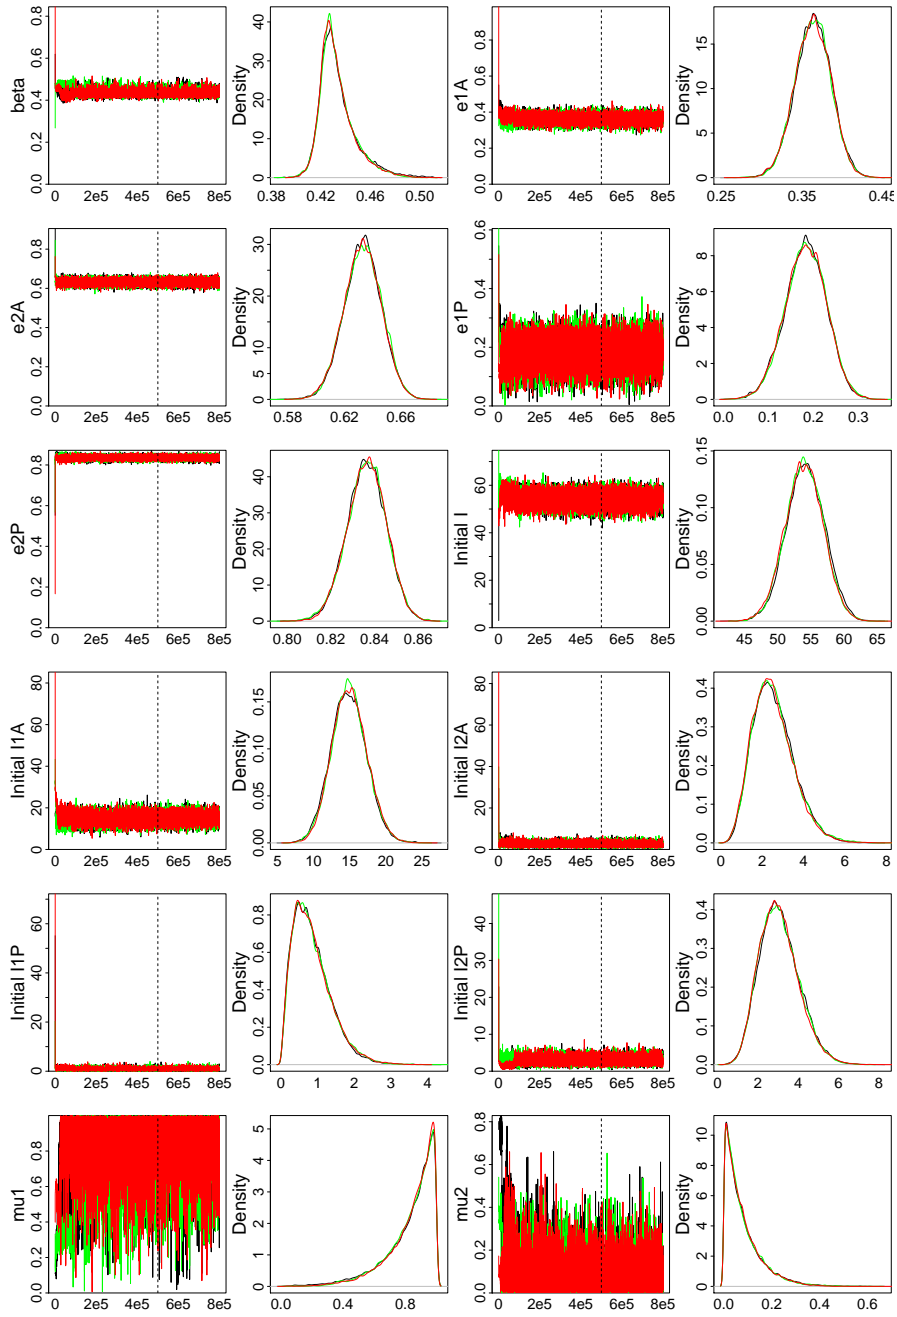 beta
0.0 0.2 0.4 0.6 0.8
0 2e5 4e5 6e5 8e5
Density
0 10 20 30 40
0.38 0.42 0.46 0.50
e1A
0.0 0.2 0.4 0.6 0.8
0 2e5 4e5 6e5 8e5
Density
0 5 10 15
0.25 0.35 0.45
e2A
0.0 0.2 0.4 0.6 0.8
0 2e5 4e5 6e5 8e5
Density
0 5 10 20 30
0.58 0.62 0.66
e1P
0.0 0.2 0.4 0.6
0 2e5 4e5 6e5 8e5
Density
0 2 4 6 8
0.0 0.1 0.2 0.3
e2P
0.0 0.2 0.4 0.6 0.8
0 2e5 4e5 6e5 8e5
Density
0 10 20 30 40
0.80 0.82 0.84 0.86
Initial I
0 20 40 60
0 2e5 4e5 6e5 8e5
Density
0.00 0.05 0.10 0.15
45 50 55 60 65
Initial I1A
0 20 40 60 80
0 2e5 4e5 6e5 8e5
Density
0.00 0.05 0.10 0.15
5 10 15 20 25
Initial I2A
0 20 40 60 80
0 2e5 4e5 6e5 8e5
Density
0.0 0.1 0.2 0.3 0.4
0 2 4 6 8
Initial I1P
0 20 40 60
0 2e5 4e5 6e5 8e5
Density
0.0 0.2 0.4 0.6 0.8
0 1 2 3 4
Initial I2P
0 10 20 30 40
0 2e5 4e5 6e5 8e5
Density
0.0 0.1 0.2 0.3 0.4
0 2 4 6 8
mu1
0.0 0.2 0.4 0.6 0.8
0 2e5 4e5 6e5 8e5
Density
0 1 2 3 4 5
0.0 0.4 0.8
mu2
0.0 0.2 0.4 0.6 0.8
0 2e5 4e5 6e5 8e5
Density
0 2 4 6 8 10
0.0 0.2 0.4 0.6